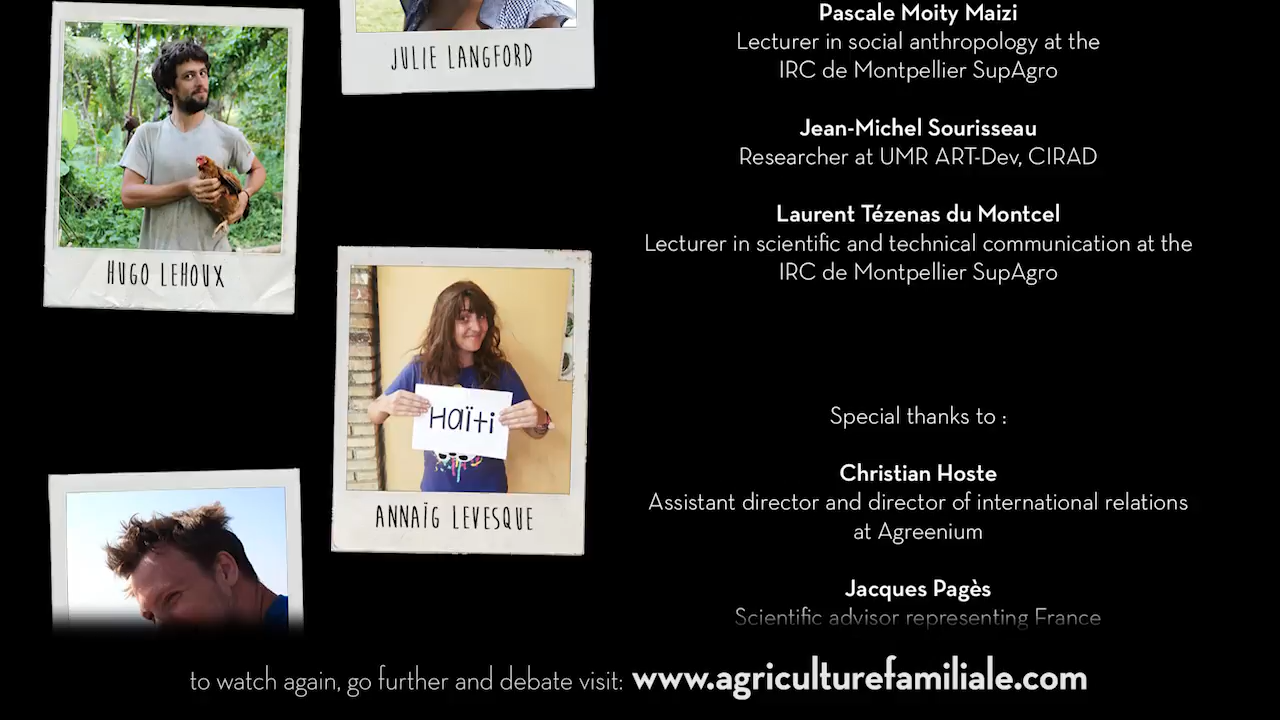 JULIE LANGFORD
HUGO LEHOUX
Haïti
ANNAÏG LEVESQUE
Pascale Moity Maizi
Lecturer in social anthropology at the
IRC de Montpellier SupAgro
Jean-Michel Sourisseau
Researcher at UMR ART-Dev, CIRAD
Laurent Tézenas du Montcel
Lecturer in scientific and technical communication at the
IRC de Montpellier SupAgro
Special thanks to :
Christian Hoste
Assistant director and director of international relations
at Agreenium
Jacques Pagès
Scientific advisor representing France
to watch again, go further and debate visit: www.agriculturefamiliale.com